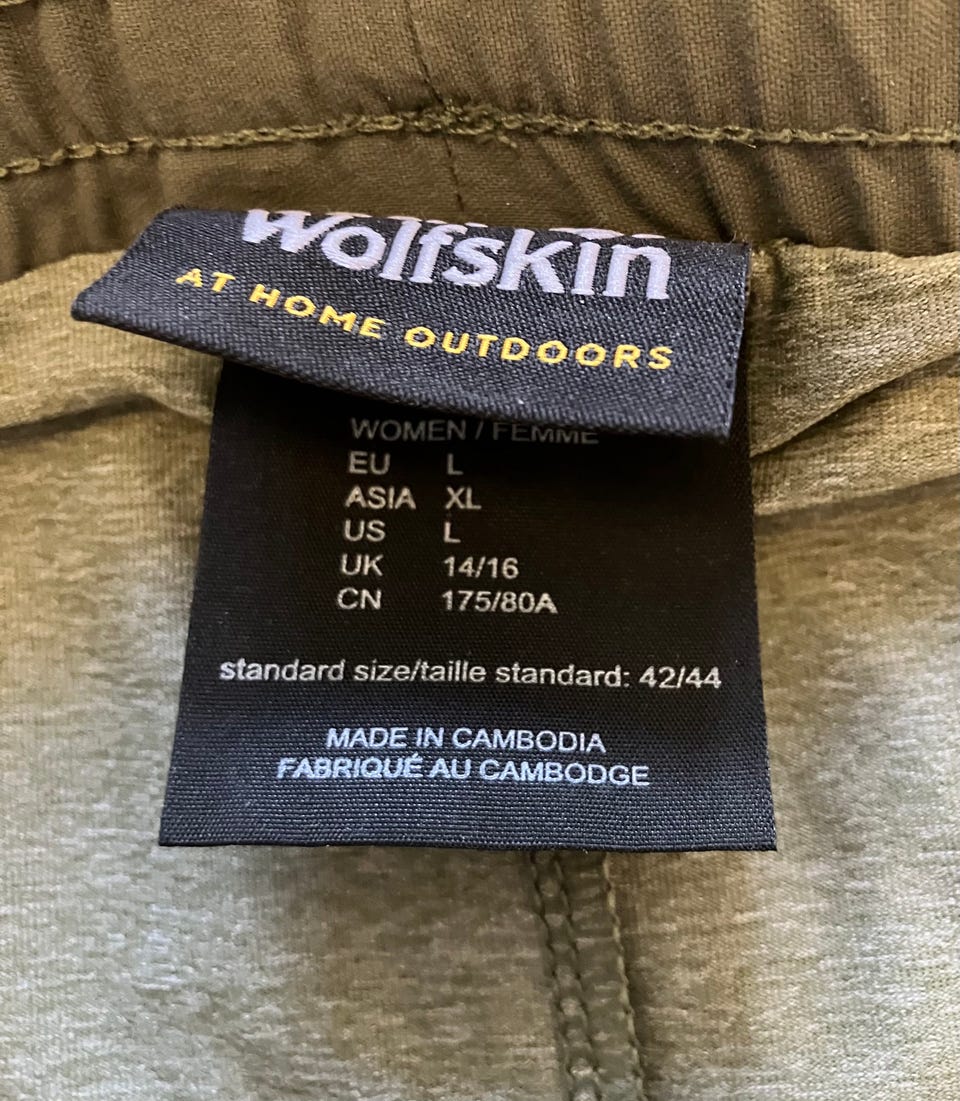 Wolfskin
AT HOME OUTDOORS
WOMEN / FEMME
EU L
ASIA XL
US L
UK 14/16
CN 175/80A
standard size/taille standard: 42/44
MADE IN CAMBODIA
FABRIQUÉ AU CAMBODGE